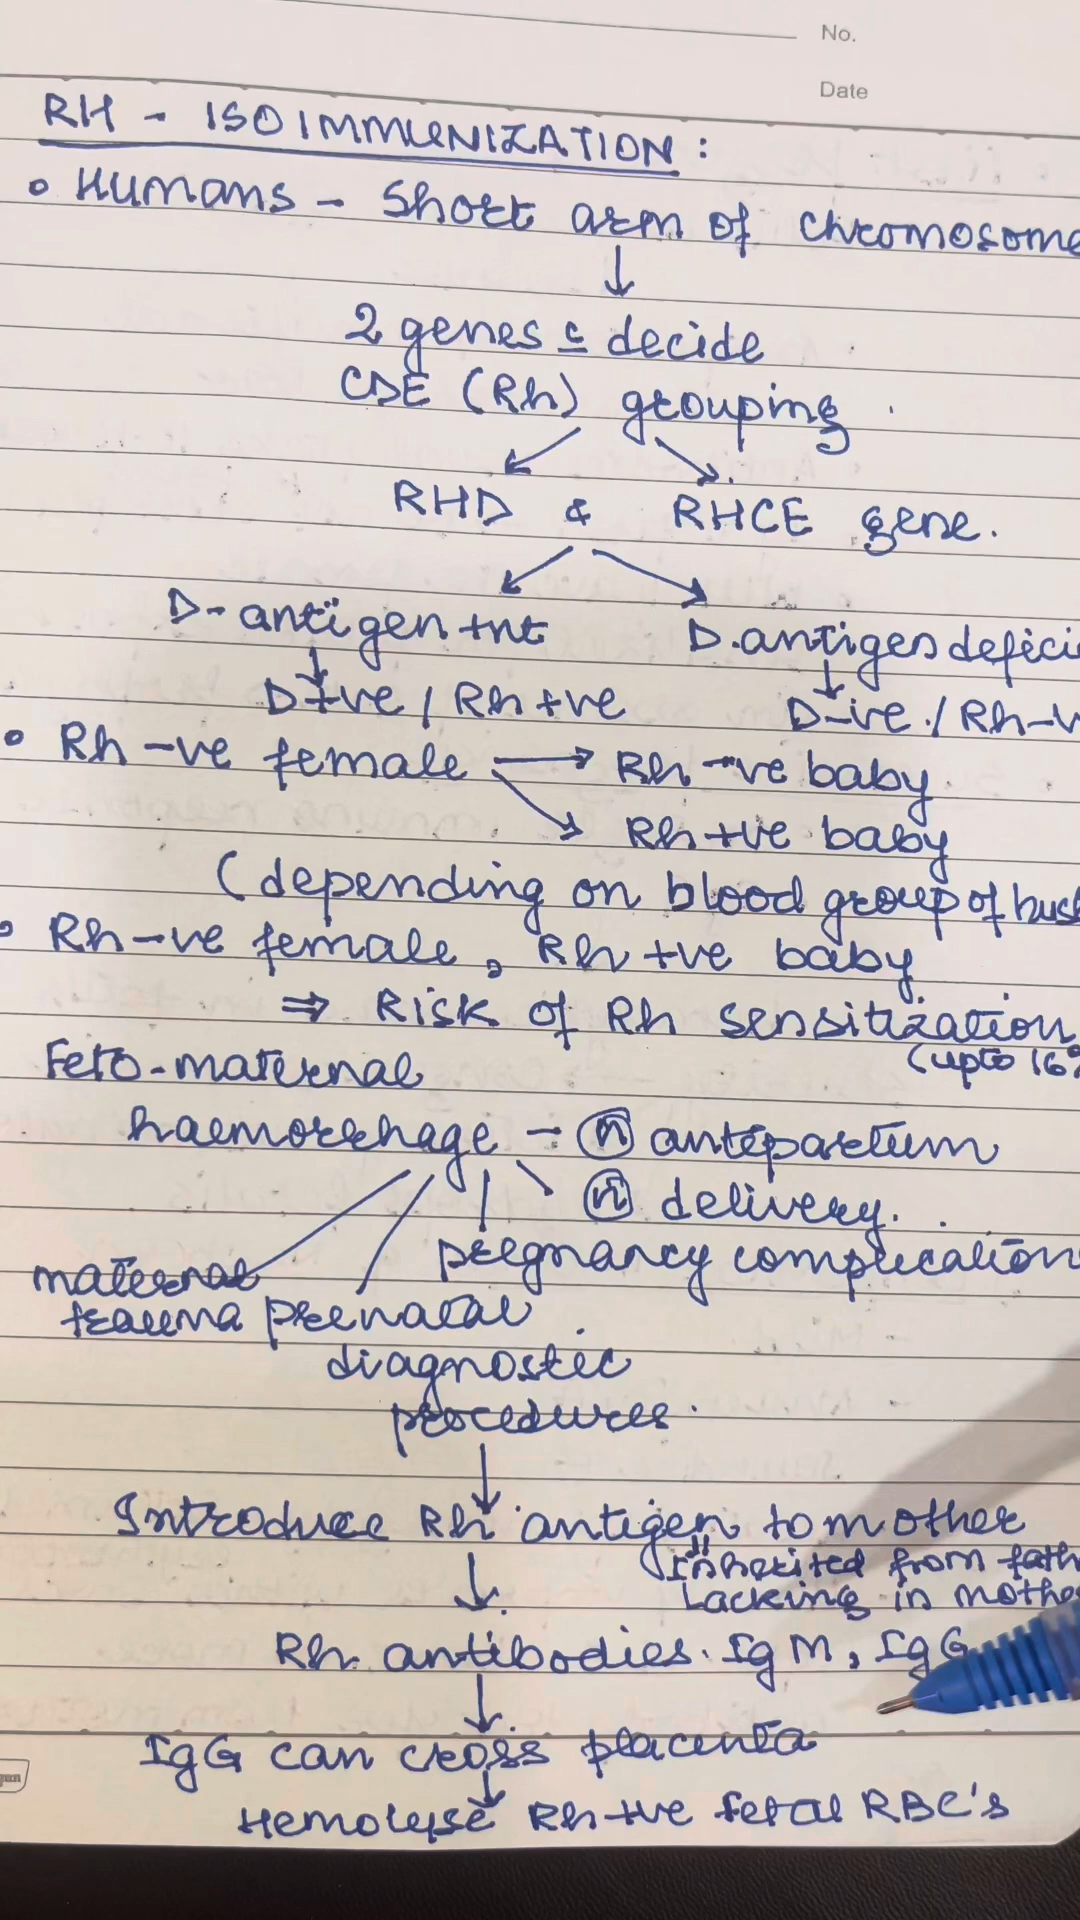 No.
Date
RH - ISOIMMUNIZATION :
• Humans - Short arm of chromosome
↓
2 genes c̲ decide
CDE (Rh) grouping
RHD & RHCE gene.
D-antigen +nt D.antigen defici
D+ve / Rh+ve D-ve / Rh-v
• Rh -ve female → Rh -ve baby
Rh +ve baby
(depending on blood group of husb
• Rh -ve female, Rh +ve baby
⇒ Risk of Rh sensitization
(upto 16%
Feto-maternal
haemorrhage - (n) antepartum
(n) delivery.
pregnancy complication
maternal
trauma prenatal
diagnostic
procedures.
↓
Introduce Rh antigen to mother
Inherited from fath
Lacking in mothe
↓
Rh antibodies. IgM, IgG
↓
IgG can cross placenta
↓
Hemolyse Rh +ve fetal RBC's